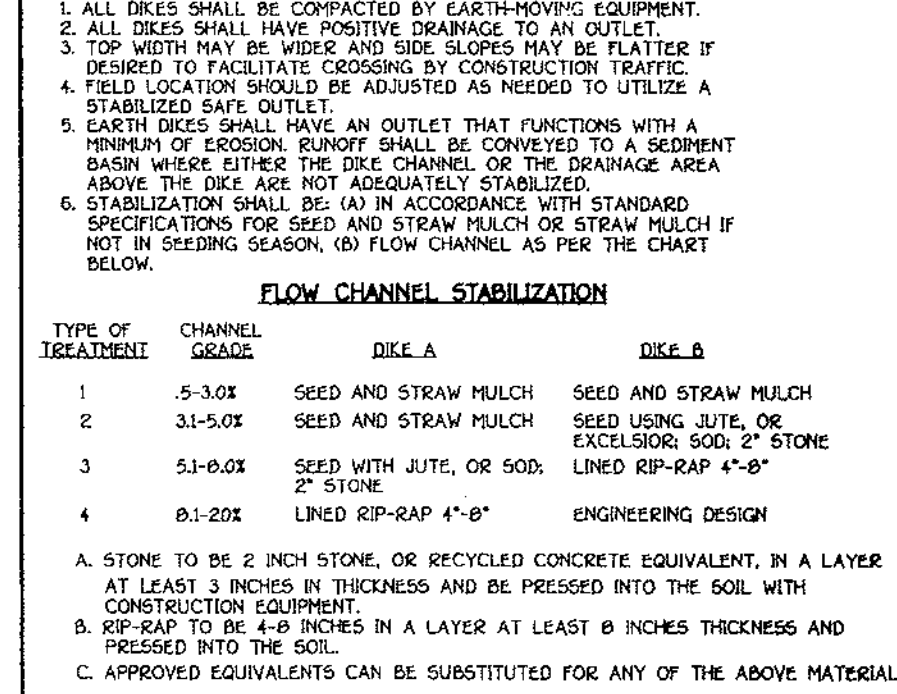 1. ALL DIKES SHALL BE COMPACTED BY EARTH-MOVING EQUIPMENT.
2. ALL DIKES SHALL HAVE POSITIVE DRAINAGE TO AN OUTLET.
3. TOP WIDTH MAY BE WIDER AND SIDE SLOPES MAY BE FLATTER IF
DESIRED TO FACILITATE CROSSING BY CONSTRUCTION TRAFFIC.
4. FIELD LOCATION SHOULD BE ADJUSTED AS NEEDED TO UTILIZE A
STABILIZED SAFE OUTLET.
5. EARTH DIKES SHALL HAVE AN OUTLET THAT FUNCTIONS WITH A
MINIMUM OF EROSION. RUNOFF SHALL BE CONVEYED TO A SEDIMENT
BASIN WHERE EITHER THE DIKE CHANNEL OR THE DRAINAGE AREA
ABOVE THE DIKE ARE NOT ADEQUATELY STABILIZED.
6. STABILIZATION SHALL BE: (A) IN ACCORDANCE WITH STANDARD
SPECIFICATIONS FOR SEED AND STRAW MULCH OR STRAW MULCH IF
NOT IN SEEDING SEASON, (B) FLOW CHANNEL AS PER THE CHART
BELOW.
FLOW CHANNEL STABILIZATION
TYPE OF CHANNEL
TREATMENT GRADE DIKE A DIKE B
1 .5-3.0% SEED AND STRAW MULCH SEED AND STRAW MULCH
2 3.1-5.0% SEED AND STRAW MULCH SEED USING JUTE, OR
EXCELSIOR; SOD; 2" STONE
3 5.1-8.0% SEED WITH JUTE, OR SOD; LINED RIP-RAP 4"-8"
2" STONE
4 8.1-20% LINED RIP-RAP 4"-8" ENGINEERING DESIGN
A. STONE TO BE 2 INCH STONE, OR RECYCLED CONCRETE EQUIVALENT, IN A LAYER
AT LEAST 3 INCHES IN THICKNESS AND BE PRESSED INTO THE SOIL WITH
CONSTRUCTION EQUIPMENT.
B. RIP-RAP TO BE 4-8 INCHES IN A LAYER AT LEAST 8 INCHES THICKNESS AND
PRESSED INTO THE SOIL.
C. APPROVED EQUIVALENTS CAN BE SUBSTITUTED FOR ANY OF THE ABOVE MATERIAL